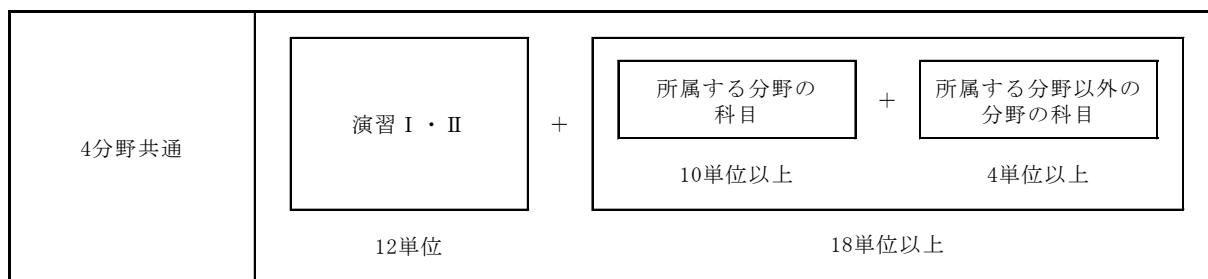 4分野共通
演習Ⅰ・Ⅱ
12単位
+
所属する分野の
科目
10単位以上
+
所属する分野以外の
分野の科目
4単位以上
18単位以上